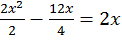 2x²/2 − 12x/4 = 2x